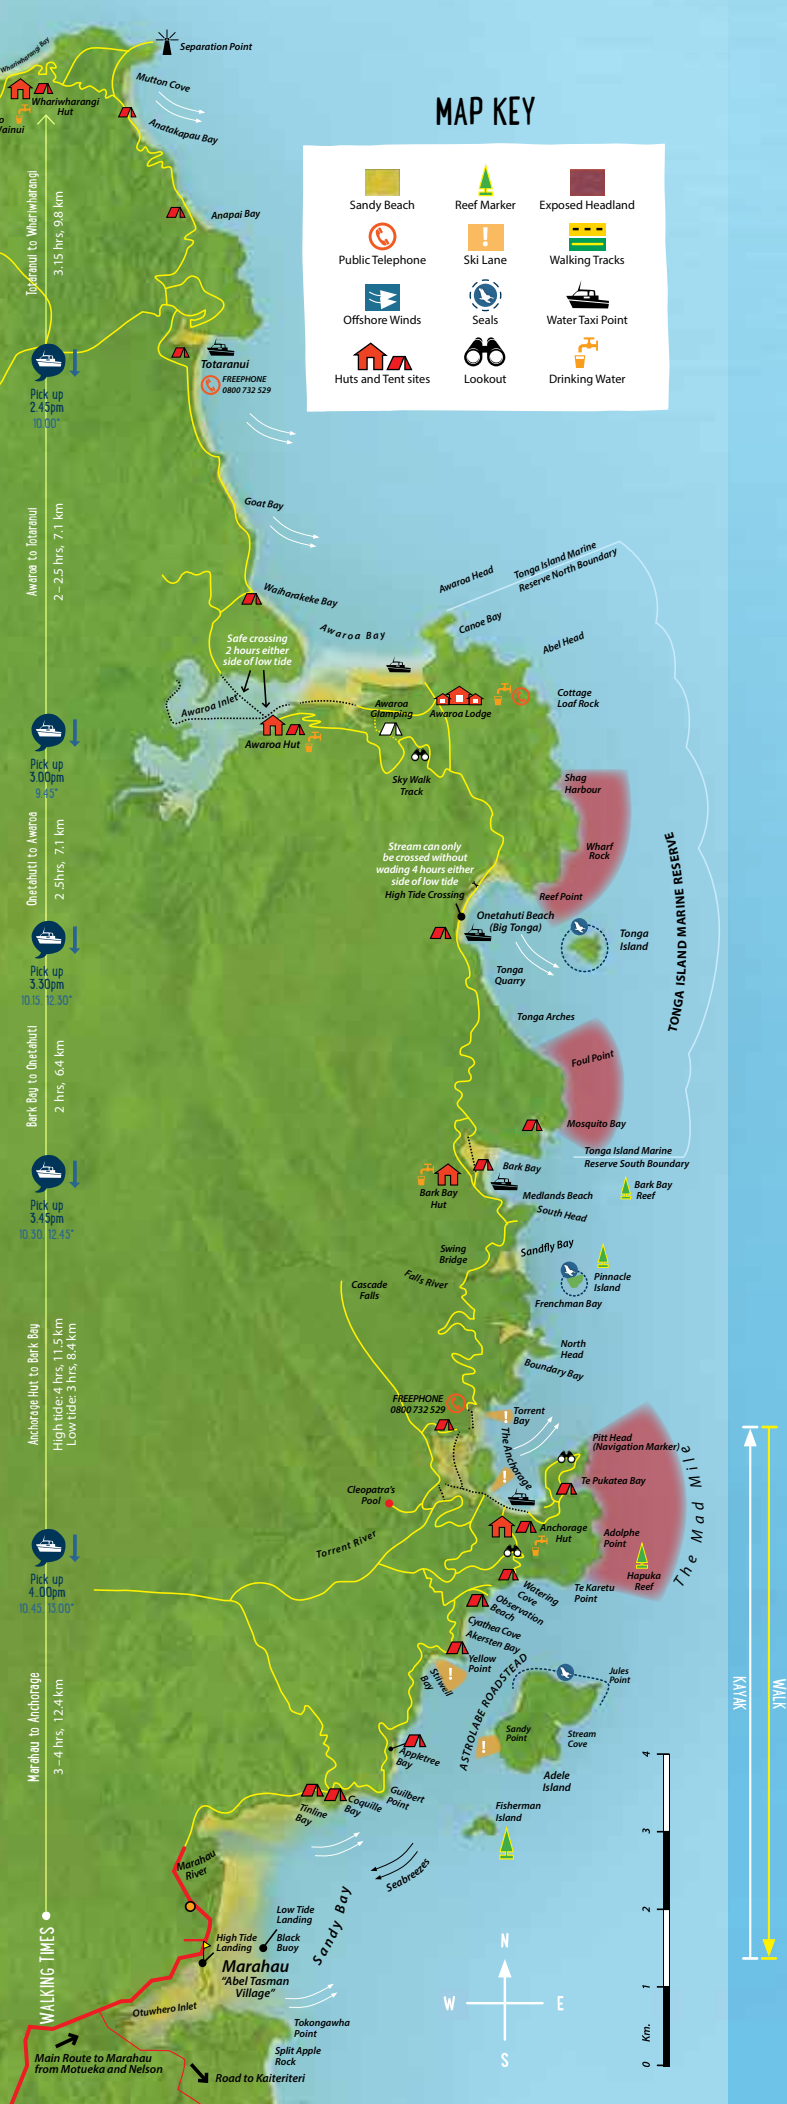 Whariwharangi Bay
Separation Point
Mutton Cove
Whariwharangi
Hut
Anatakapau Bay
Anapai Bay
Totaranui
FREEPHONE
0800 732 529
Goat Bay
Waiharakeke Bay
MAP KEY
Sandy Beach
Reef Marker
Exposed Headland
Public Telephone
Ski Lane
Walking Tracks
Offshore Winds
Seals
Water Taxi Point
Huts and Tent sites
Lookout
Drinking Water
Totaranui to Whariwharangi
3.15 hrs, 9.8 km
Pick up
2.45pm
10.00*
Awaroa to Totaranui
2–2.5 hrs, 7.1 km
Pick up
3.00pm
9.45*
Onetahuti to Awaroa
2.5hrs, 7.1 km
Pick up
3.30pm
10.15, 12.30*
Bark Bay to Onetahuti
2 hrs, 6.4 km
Pick up
3.45pm
10.30, 12.45*
Anchorage Hut to Bark Bay
High tide: 4 hrs, 11.5 km
Low tide: 3 hrs, 8.4 km
Pick up
4.00pm
10.45, 13.00*
Marahau to Anchorage
3–4 hrs, 12.4 km
WALKING TIMES
Safe crossing
2 hours either
side of low tide
Awaroa Bay
Awaroa Head
Tonga Island Marine
Reserve North Boundary
Canoe Bay
Abel Head
Cottage
Loaf Rock
Awaroa Inlet
Awaroa
Glamping
Awaroa Lodge
Awaroa Hut
Sky Walk
Track
Shag
Harbour
Wharf
Rock
Stream can only
be crossed without
wading 4 hours either
side of low tide
High Tide Crossing
Reef Point
Onetahuti Beach
(Big Tonga)
Tonga
Island
Tonga
Quarry
TONGA ISLAND MARINE RESERVE
Tonga Arches
Foul Point
Mosquito Bay
Tonga Island Marine
Reserve South Boundary
Bark Bay
Bark Bay
Hut
Medlands Beach
Bark Bay
Reef
South Head
Swing
Bridge
Sandfly Bay
Falls River
Cascade
Falls
Pinnacle
Island
Frenchman Bay
North
Head
Boundary Bay
FREEPHONE
0800 732 529
Torrent
Bay
The Anchorage
Pitt Head
(Navigation Marker)
Te Pukatea Bay
The Mad Mile
Cleopatra's
Pool
Torrent River
Anchorage
Hut
Adolphe
Point
Hapuka
Reef
Te Karetu
Point
Watering
Cove
Observation
Beach
Cyathea Cove
Akersten Bay
Yellow
Point
Stilwell
Bay
ASTROLABE ROADSTEAD
Jules
Point
Sandy
Point
Stream
Cove
Adele
Island
Appletree
Bay
Guilbert
Point
Coquille
Bay
Tinline
Bay
Fisherman
Island
Seabreezes
Sandy Bay
Marahau
River
Low Tide
Landing
High Tide
Landing
Black
Buoy
Marahau
"Abel Tasman
Village"
Otuwhero Inlet
Tokongawha
Point
Split Apple
Rock
Main Route to Marahau
from Motueka and Nelson
Road to Kaiteriteri
N
W
E
S
KAYAK
WALK
4
3
2
1
0
Km.